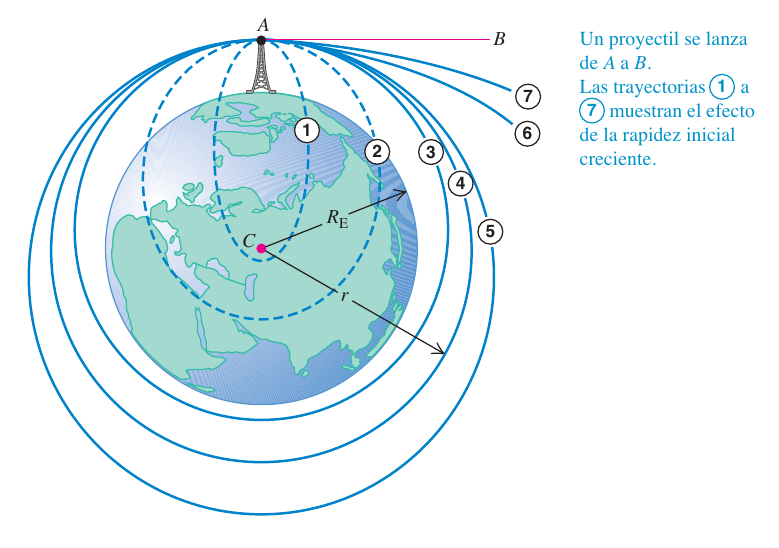 A
B
Un proyectil se lanza
de A a B.
Las trayectorias 1 a
7 muestran el efecto
de la rapidez inicial
creciente.
7
6
1
2
3
4
5
R_E
C
r